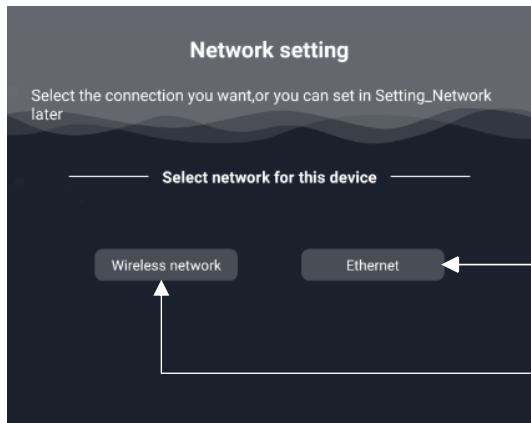 Network setting
Select the connection you want,or you can set in Setting_Network
later
Select network for this device
Wireless network
Ethernet